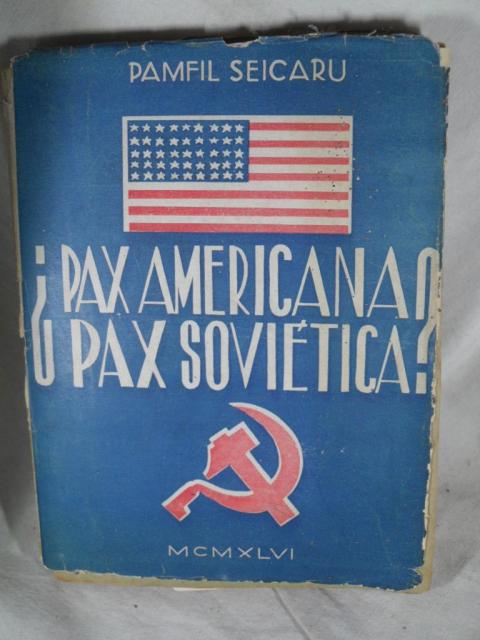 PAMFIL SEICARU
¿PAX AMERICANA
O PAX SOVIÉTICA?
MCMXLVI